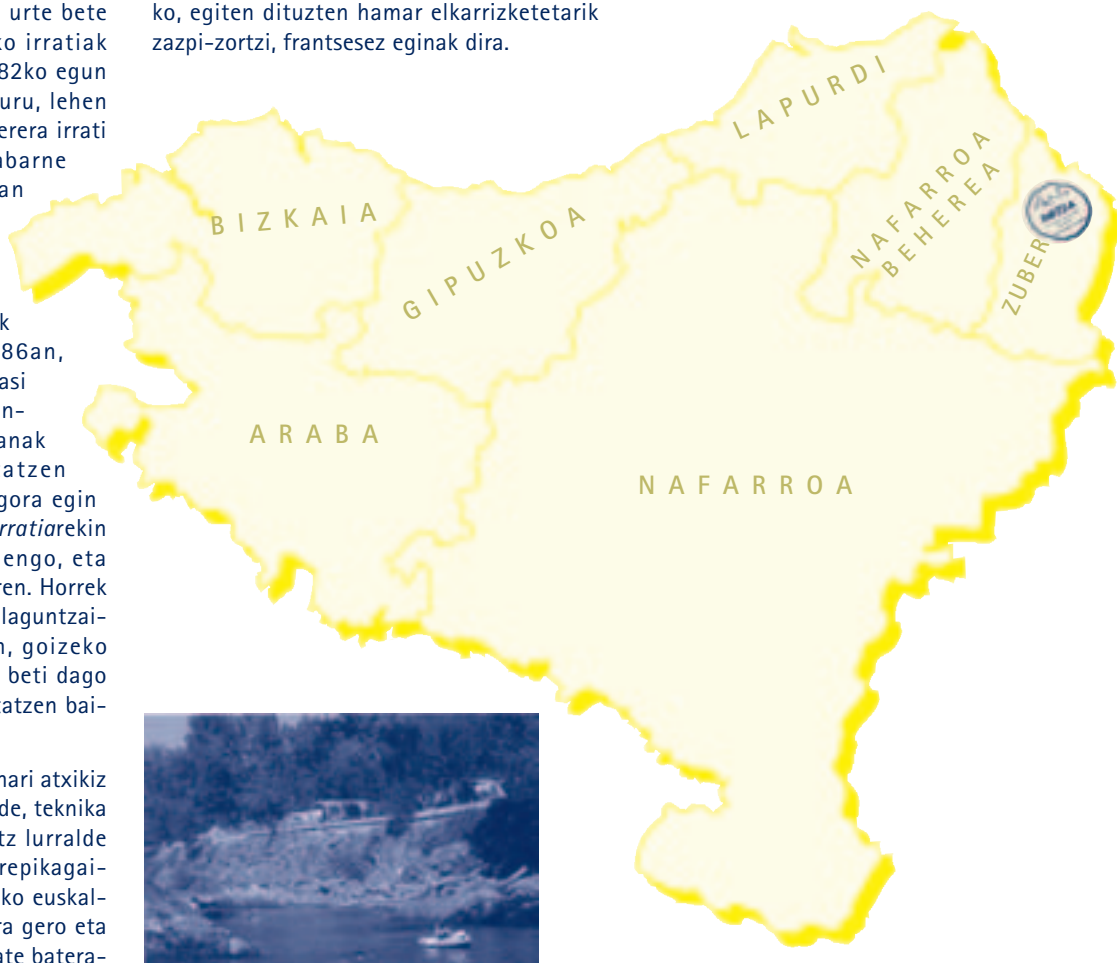 urte bete
ko irratiak
82ko egun
uru, lehen
erera irrati
abarne
an
k
86an,
asi
n-
anak
atzen
gora egin
rratiarekin
engo, eta
ren. Horrek
laguntzai-
n, goizeko
beti dago
tatzen bai-
nari atxikiz
de, teknika
tz lurralde
repikagai-
ko euskal-
ra gero eta
ate batera-
ko, egiten dituzten hamar elkarrizketetarik
zazpi-zortzi, frantsesez eginak dira.
LAPURDI
NAFARROA
BEHEREA
ZUBER
BIZKAIA
GIPUZKOA
ARABA
NAFARROA